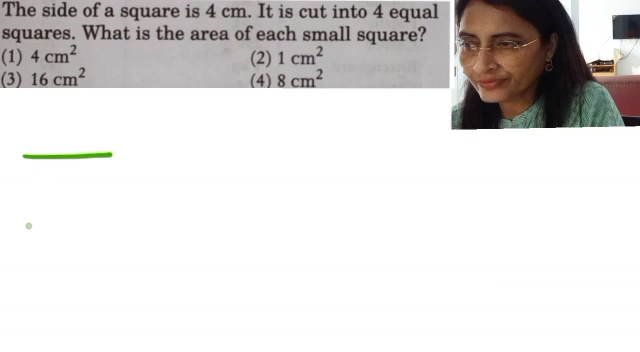 The side of a square is 4 cm. It is cut into 4 equal
squares. What is the area of each small square?
(1) 4 cm²
(2) 1 cm²
(3) 16 cm²
(4) 8 cm²